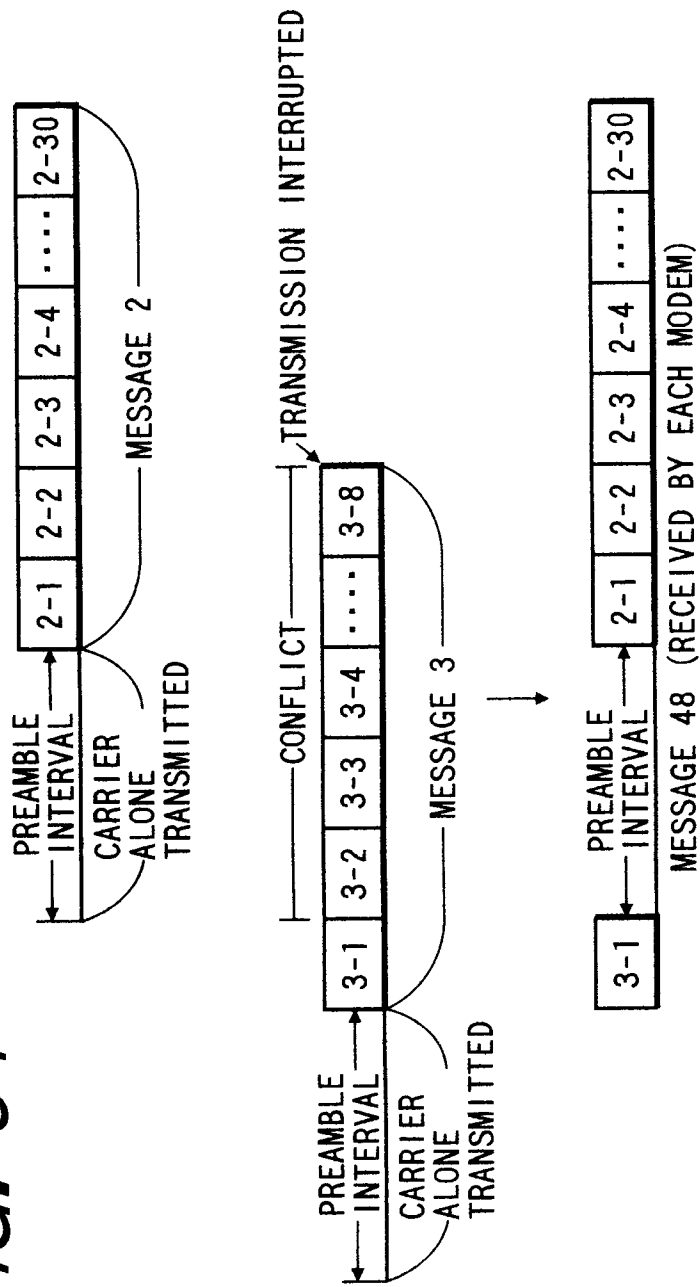 PREAMBLE
INTERVAL
CARRIER
ALONE
TRANSMITTED
2-1 2-2 2-3 2-4 .... 2-30
MESSAGE 2
CONFLICT
TRANSMISSION INTERRUPTED
PREAMBLE
INTERVAL
CARRIER
ALONE
TRANSMITTED
3-1 3-2 3-3 3-4 .... 3-8
MESSAGE 3
3-1
PREAMBLE
INTERVAL
2-1 2-2 2-3 2-4 .... 2-30
MESSAGE 48 (RECEIVED BY EACH MODEM)